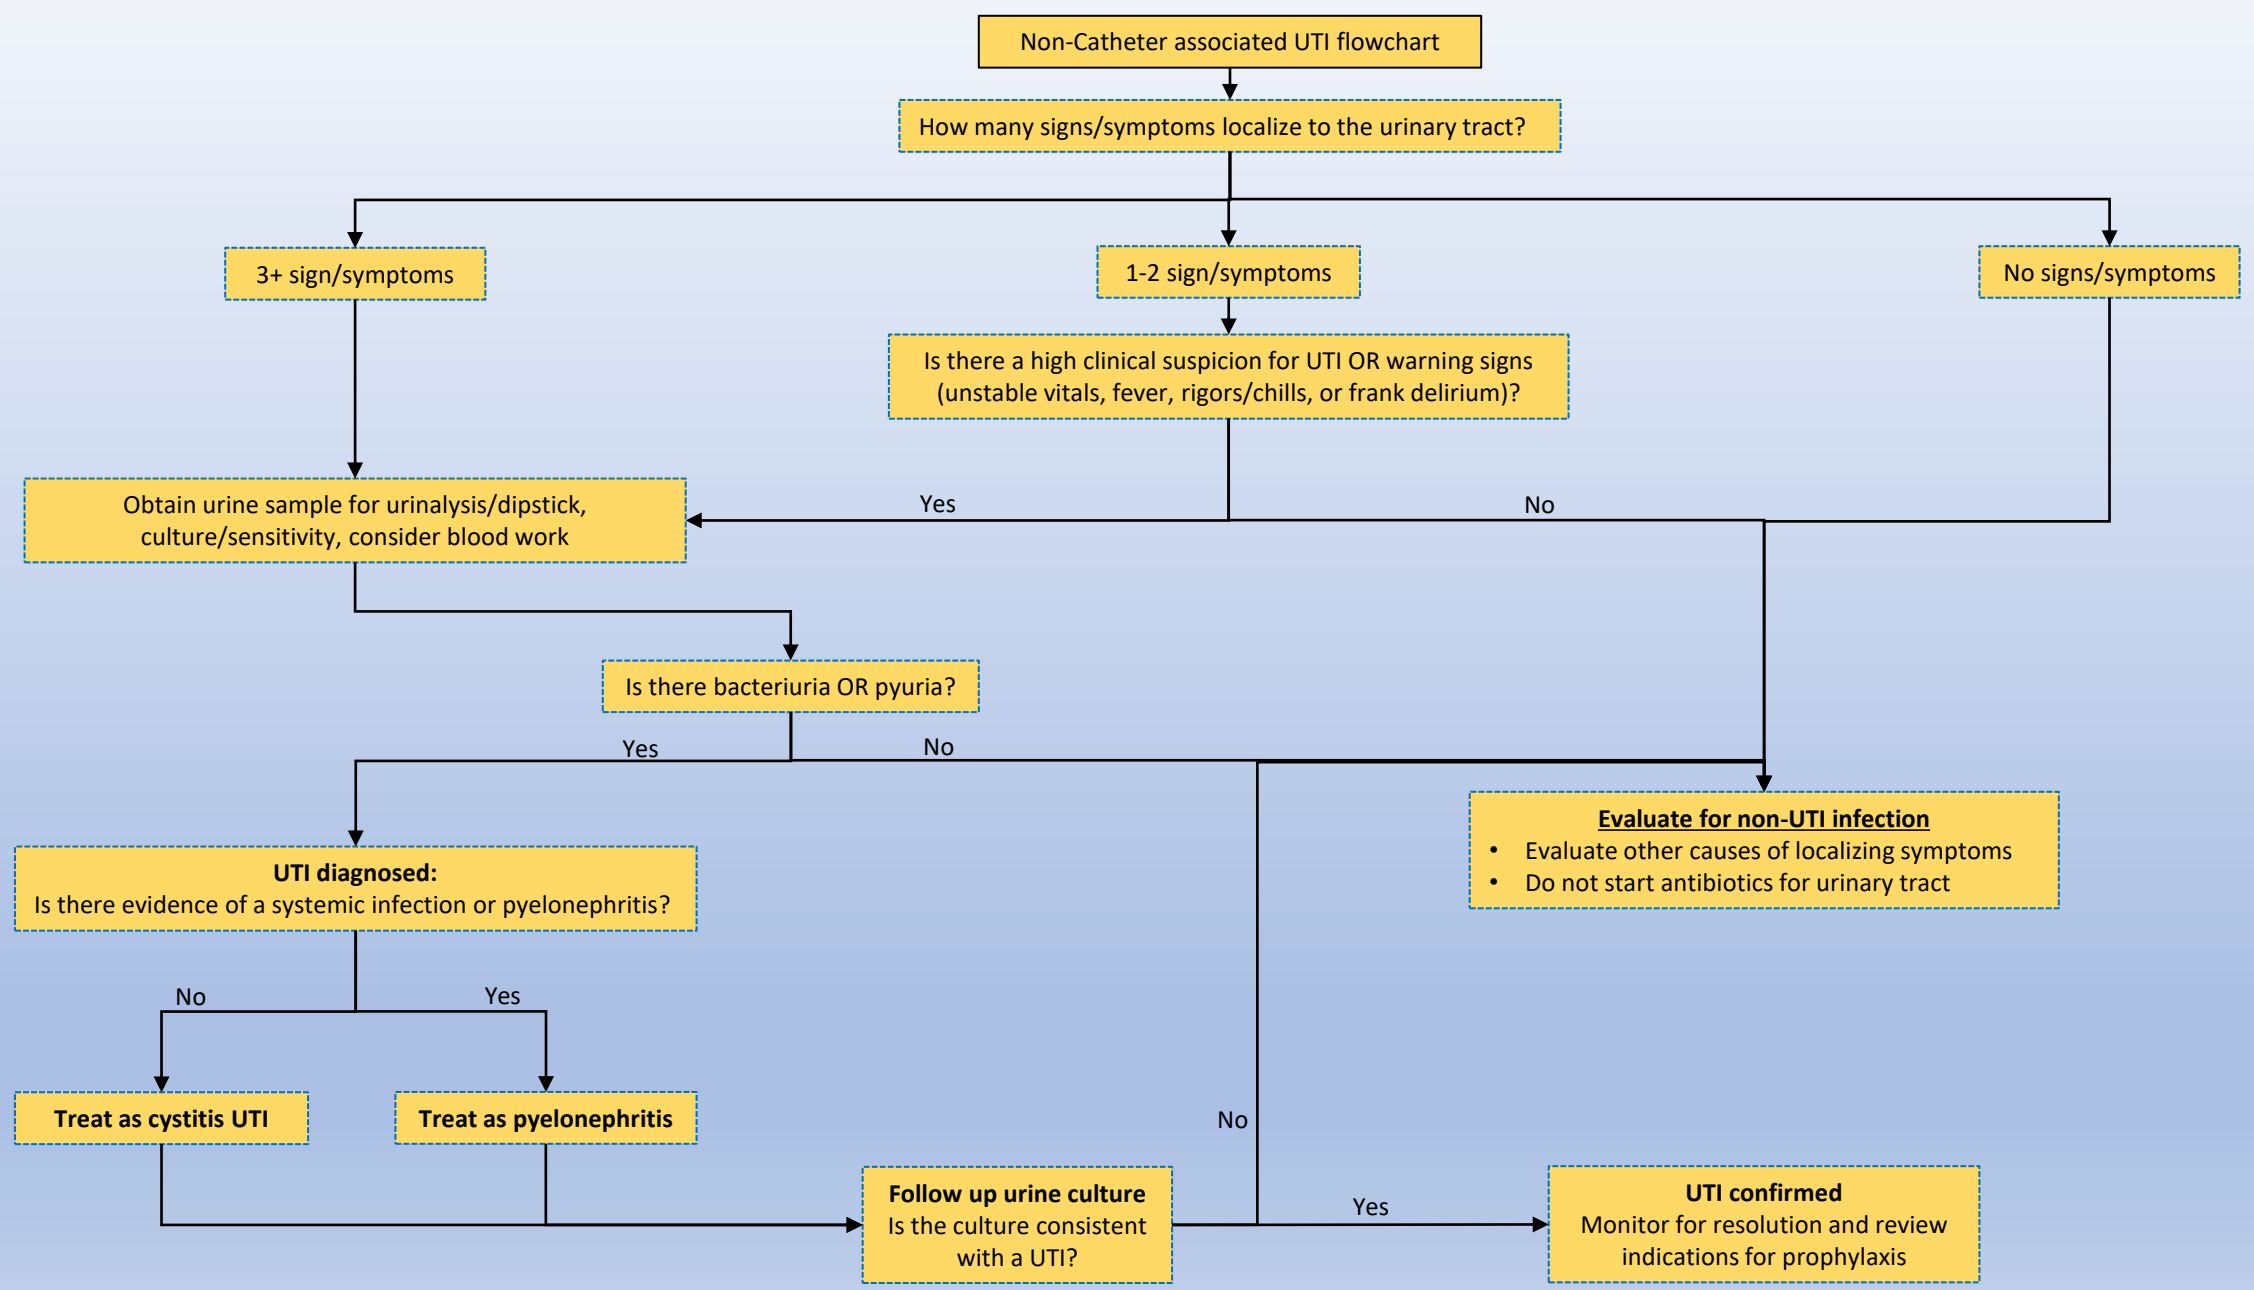 Non-Catheter associated UTI flowchart
How many signs/symptoms localize to the urinary tract?
3+ sign/symptoms
1-2 sign/symptoms
No signs/symptoms
Is there a high clinical suspicion for UTI OR warning signs
(unstable vitals, fever, rigors/chills, or frank delirium)?
Obtain urine sample for urinalysis/dipstick,
culture/sensitivity, consider blood work
Yes
No
Is there bacteriuria OR pyuria?
Yes
No
Evaluate for non-UTI infection
• Evaluate other causes of localizing symptoms
• Do not start antibiotics for urinary tract
UTI diagnosed:
Is there evidence of a systemic infection or pyelonephritis?
No
Yes
Treat as cystitis UTI
Treat as pyelonephritis
No
Follow up urine culture
Is the culture consistent
with a UTI?
Yes
UTI confirmed
Monitor for resolution and review
indications for prophylaxis